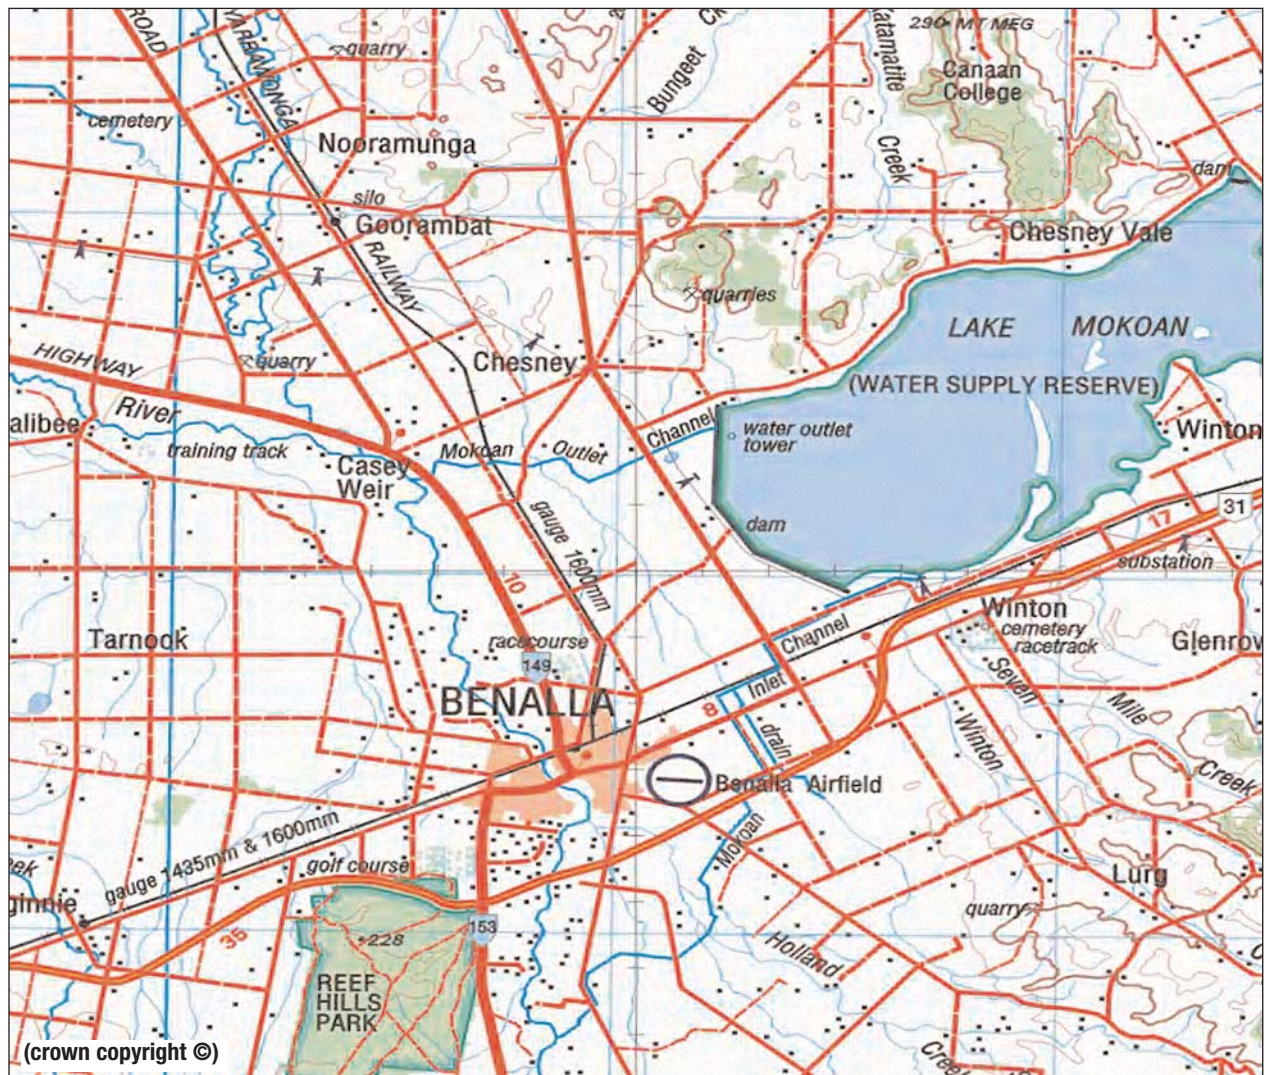 ROAD
YARRAWONGA
quarry
Bungeet
Katamatite
Creek
290 MT MEG
Canaan
College
cemetery
Nooramunga
silo
Goorambat
RAILWAY
dam
Chesney Vale
quarries
LAKE MOKOAN
(WATER SUPPLY RESERVE)
HIGHWAY
quarry
Chesney
River
alibee
training track
Casey
Weir
Mokoan Outlet Channel
water outlet
tower
dam
Winton
31
17
substation
gauge 1600mm
10
Tarnook
racecourse
149
BENALLA
Winton
cemetery
racetrack
Glenrow
Channel
Inlet
8
drain
Seven
Mile
Creek
Winton
Benalla Airfield
Mokoan
gauge 1435mm & 1600mm
golf course
eek
ginnie
35
153
228
REEF
HILLS
PARK
Lurg
quarry
Holland
Creek
(crown copyright ©)